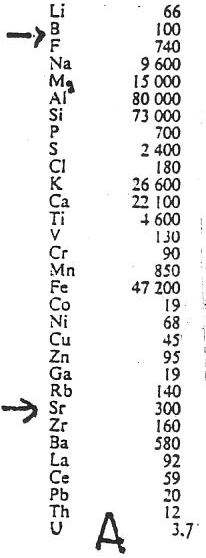 Li 66
B 100
F 740
Na 9 600
Mg 15 000
Al 80 000
Si 73 000
P 700
S 2 400
Cl 180
K 26 600
Ca 22 100
Ti 4 600
V 130
Cr 90
Mn 850
Fe 47 200
Co 19
Ni 68
Cu 45
Zn 95
Ga 19
Rb 140
Sr 300
Zr 160
Ba 580
La 92
Ce 59
Pb 20
Th 12
U 3.7
A